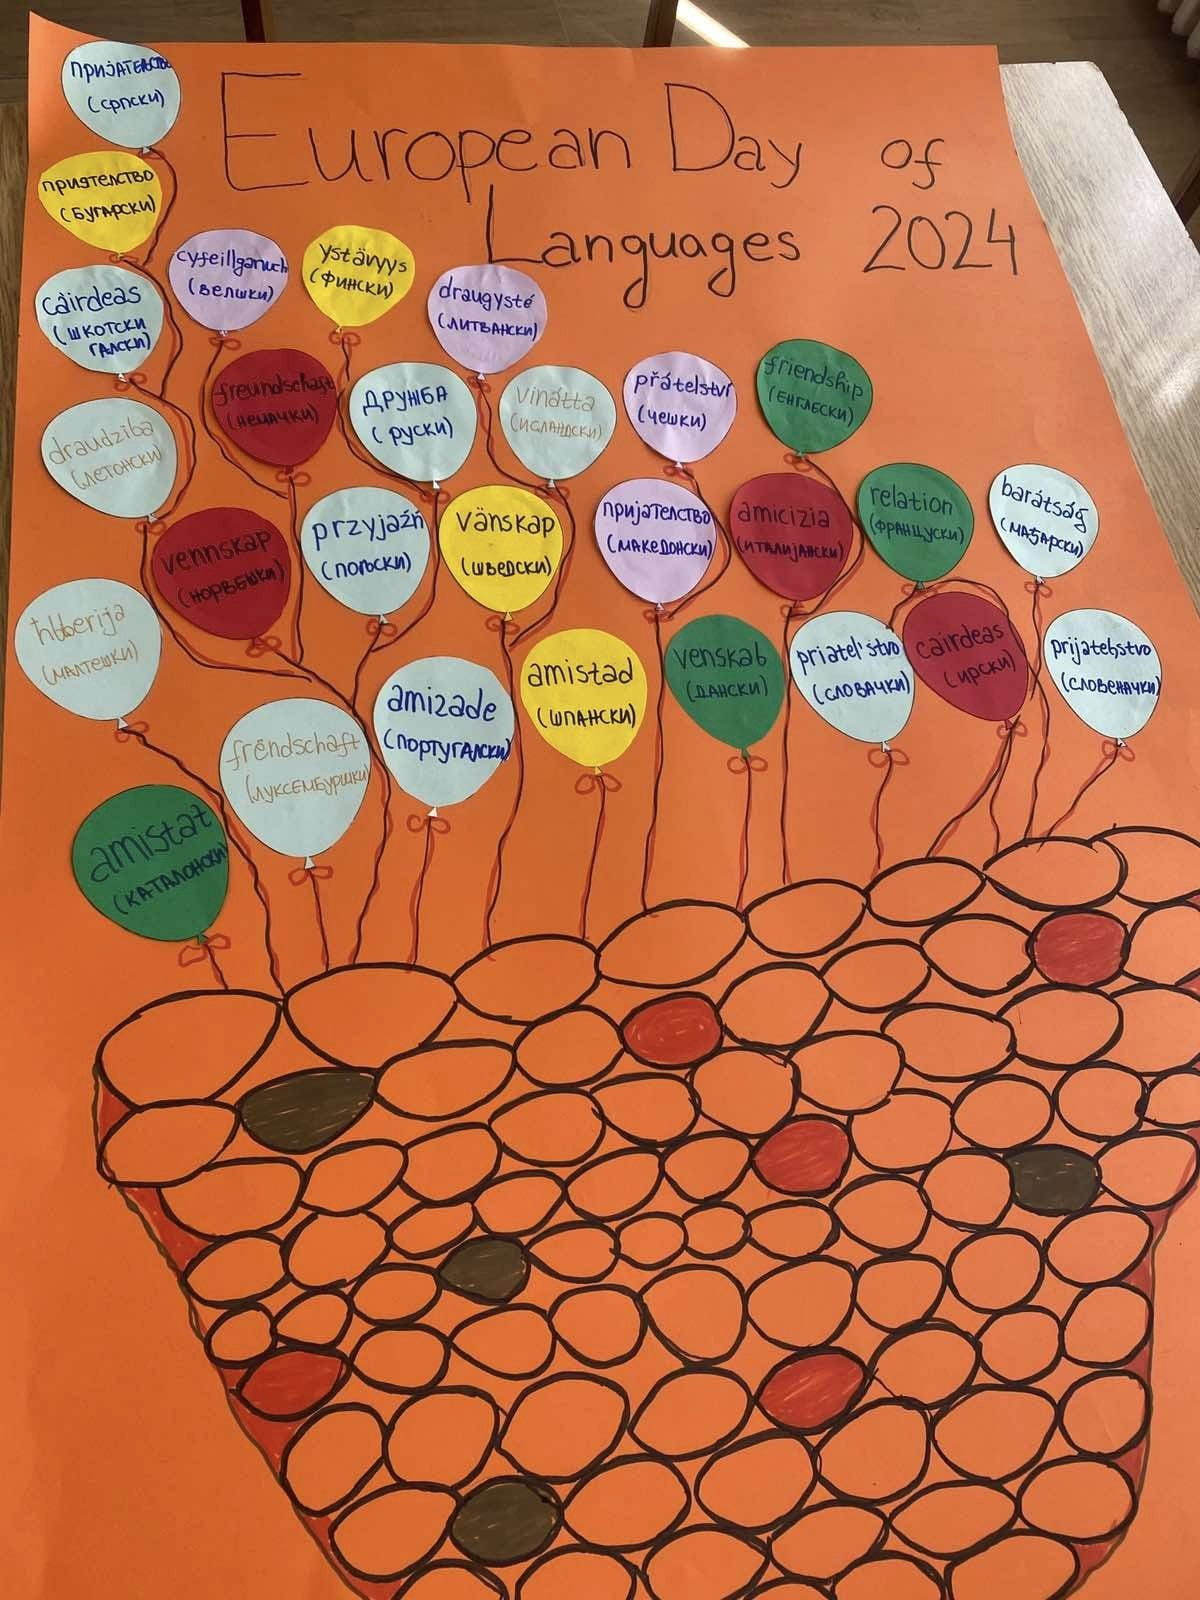 European Day of
Languages 2024
ПРИЈАТЕЉСТВО
(СРПСКИ)
приятелство
(БУГАРСКИ)
càirdeas
(ШКОТСКИ
ГАЛСКИ)
cyfeillgarwch
(ВЕЛШКИ)
ystävyys
(ФИНСКИ)
draugysté
(ЛИТВАНСКИ)
freundschaft
(НЕМАЧКИ)
ДРУЖБА
(РУСКИ)
vinátta
(ИСЛАНДСКИ)
přátelství
(ЧЕШКИ)
friendship
(ЕНГЛЕСКИ)
draudzība
(ЛЕТОНСКИ)
vennskap
(НОРВЕШКИ)
przyjaźń
(ПОЉСКИ)
vänskap
(ШВЕДСКИ)
пријателство
(МАКЕДОНСКИ)
amicizia
(ИТАЛИЈАНСКИ)
relation
(ФРАНЦУСКИ)
barátság
(МАЂАРСКИ)
ħbberija
(МАЛТЕШКИ)
frëndschaft
(ЛУКСЕМБУРШКИ)
amizade
(ПОРТУГАЛСКИ)
amistad
(ШПАНСКИ)
venskab
(ДАНСКИ)
priateľstvo
(СЛОВАЧКИ)
cairdeas
(ИРСКИ)
(СЛОВЕНАЧКИ)
amistat
(КАТАЛОНСКИ)